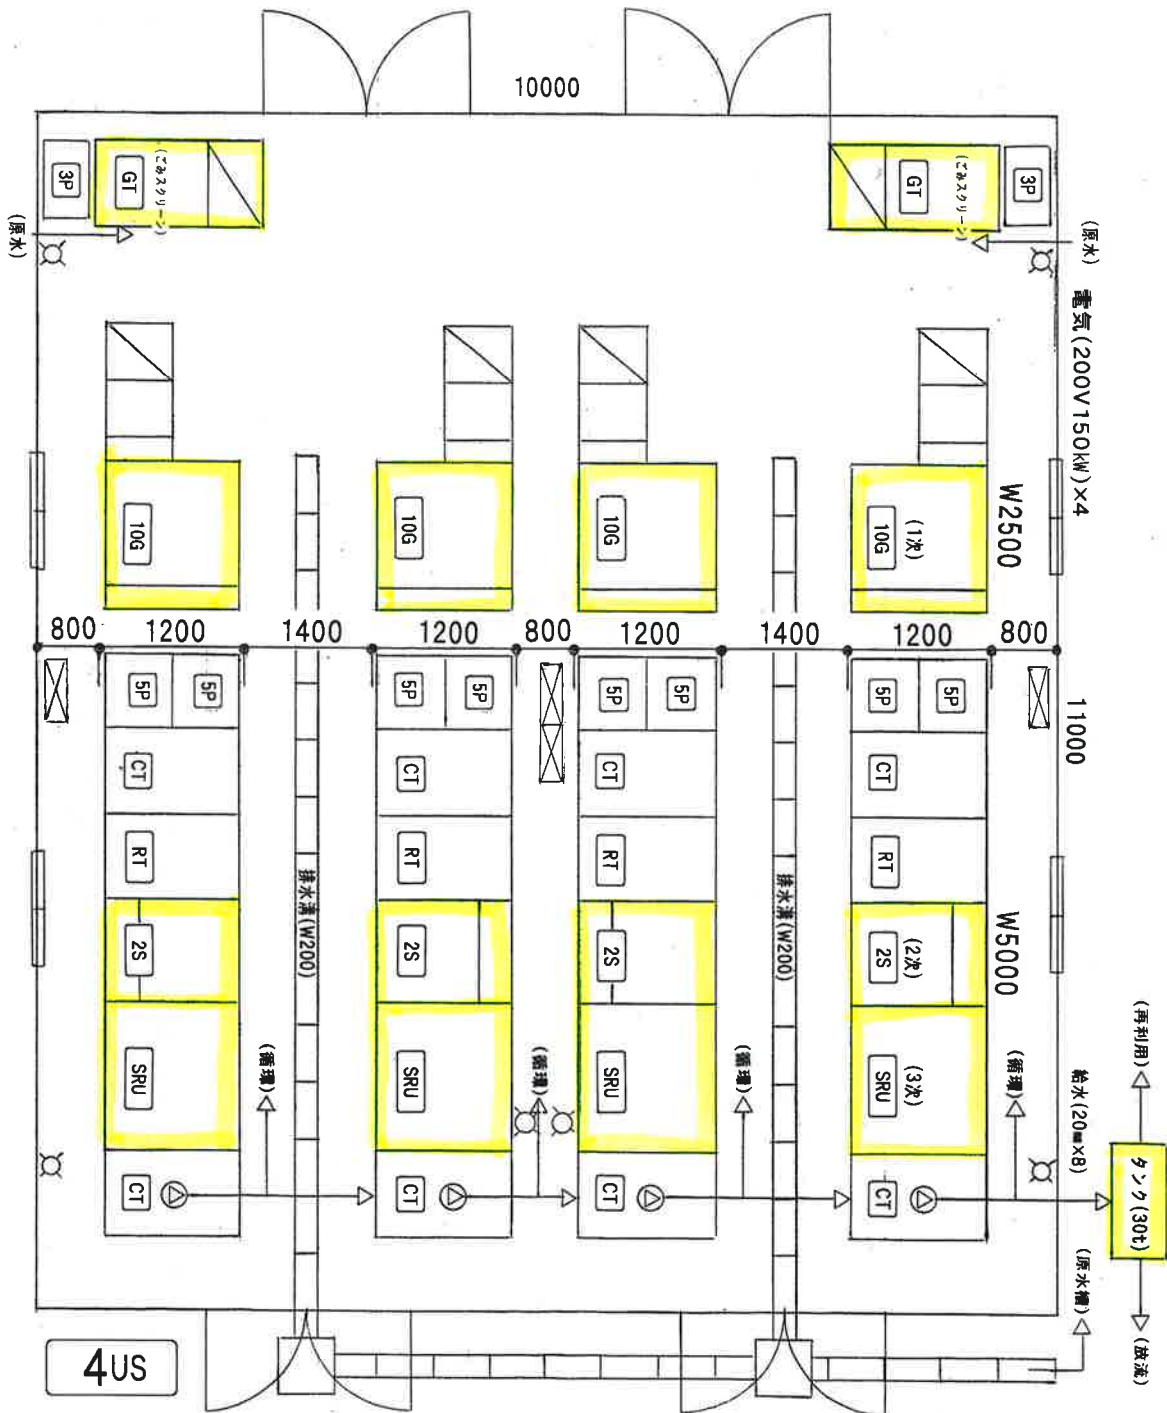 10000
3P
GT
(ごみスクリーン)
(ごみスクリーン)
GT
3P
(原水)
(原水)
電気(200V150kW)×4
10G
10G
10G
(1次)
10G
W2500
800
1200
1400
1200
800
1200
1400
1200
800
11000
5P
5P
5P
5P
5P
5P
5P
5P
CT
CT
CT
CT
RT
RT
RT
RT
排水溝(W200)
排水溝(W200)
2S
2S
2S
(2次)
2S
W5000
SRU
SRU
SRU
(3次)
SRU
(循環)
(循環)
(循環)
(循環)
給水(20㎜×8)
(再利用)
タンク(30t)
(放流)
(原水槽)
CT
CT
CT
CT
4US